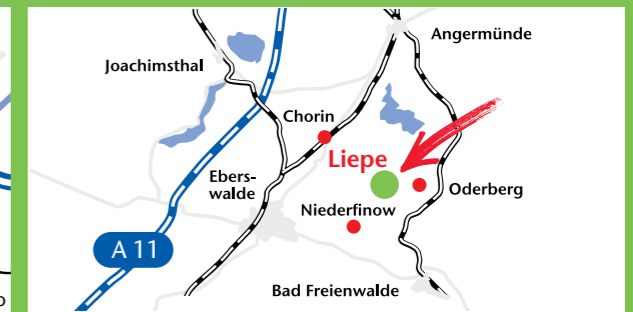 Angermünde
Joachimsthal
Chorin
Liepe
Ebers-
walde
Oderberg
Niederfinow
A 11
Bad Freienwalde